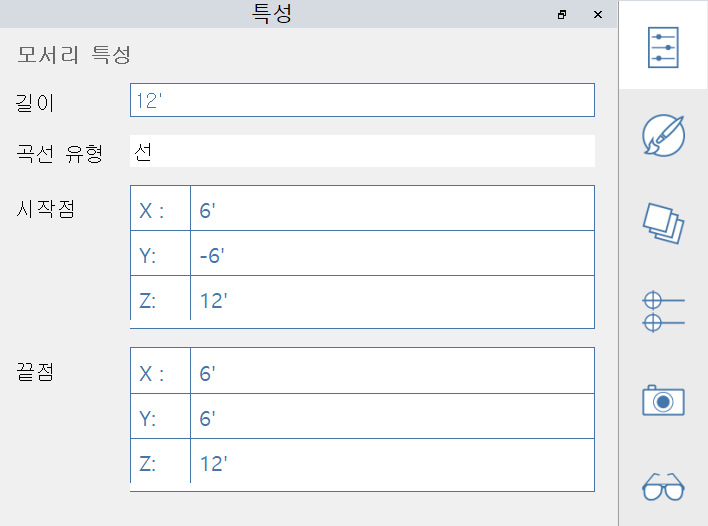 특성
모서리 특성
길이 12'
곡선 유형 선
시작점 X : 6'
Y: -6'
Z: 12'
끝점 X : 6'
Y: 6'
Z: 12'